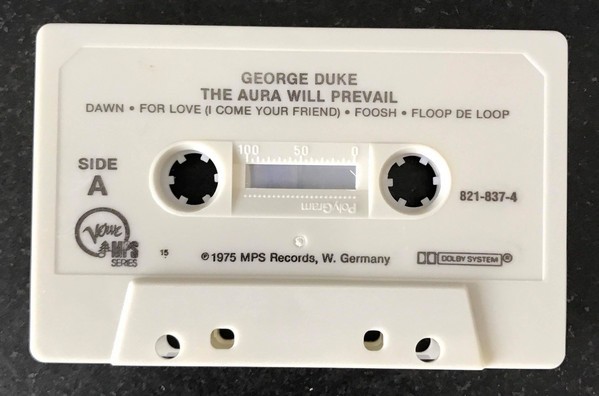 GEORGE DUKE
THE AURA WILL PREVAIL
DAWN • FOR LOVE (I COME YOUR FRIEND) • FOOSH • FLOOP DE LOOP
SIDE
A
100 50 0
PolyGram
821-837-4
Verve
MPS
SERIES
15
℗1975 MPS Records, W. Germany
DOLBY SYSTEM®